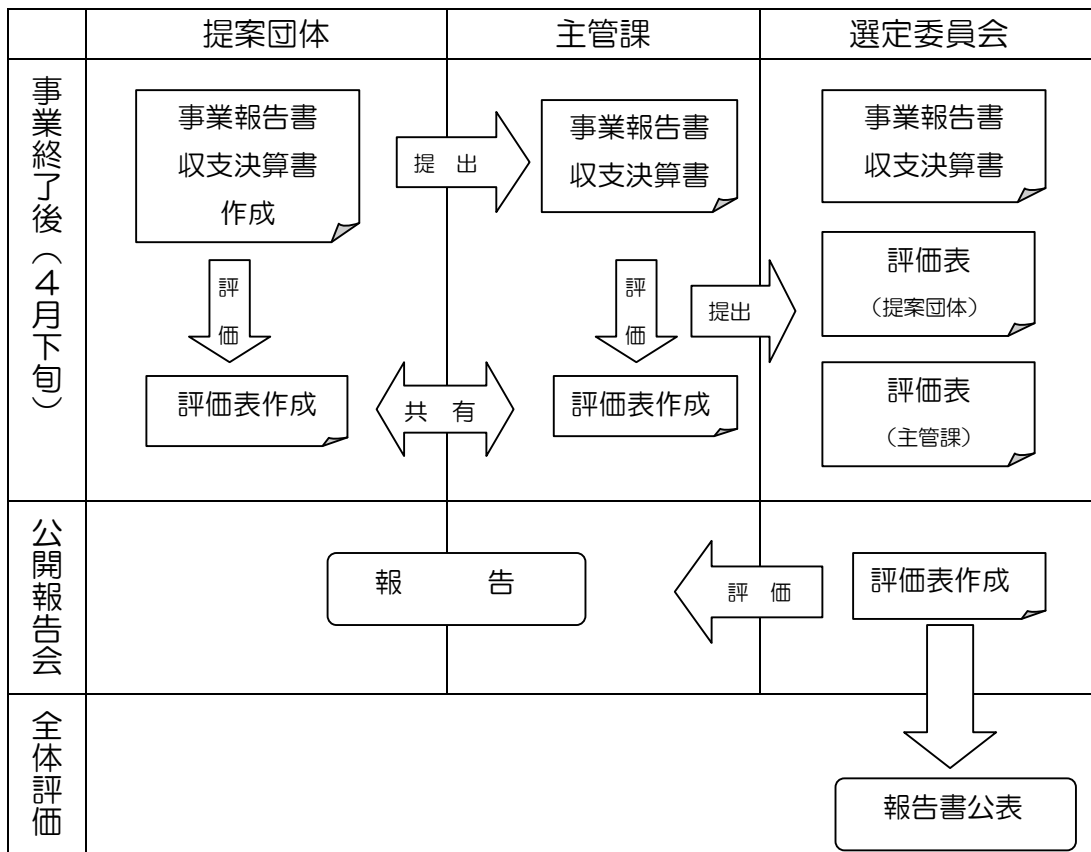 提案団体
主管課
選定委員会
事業終了後（4月下旬）
事業報告書
収支決算書
作成
提 出
事業報告書
収支決算書
事業報告書
収支決算書
評
価
評
価
提出
評価表
（提案団体）
評価表作成
共 有
評価表作成
評価表
（主管課）
公開報告会
報 告
評 価
評価表作成
全体評価
報告書公表